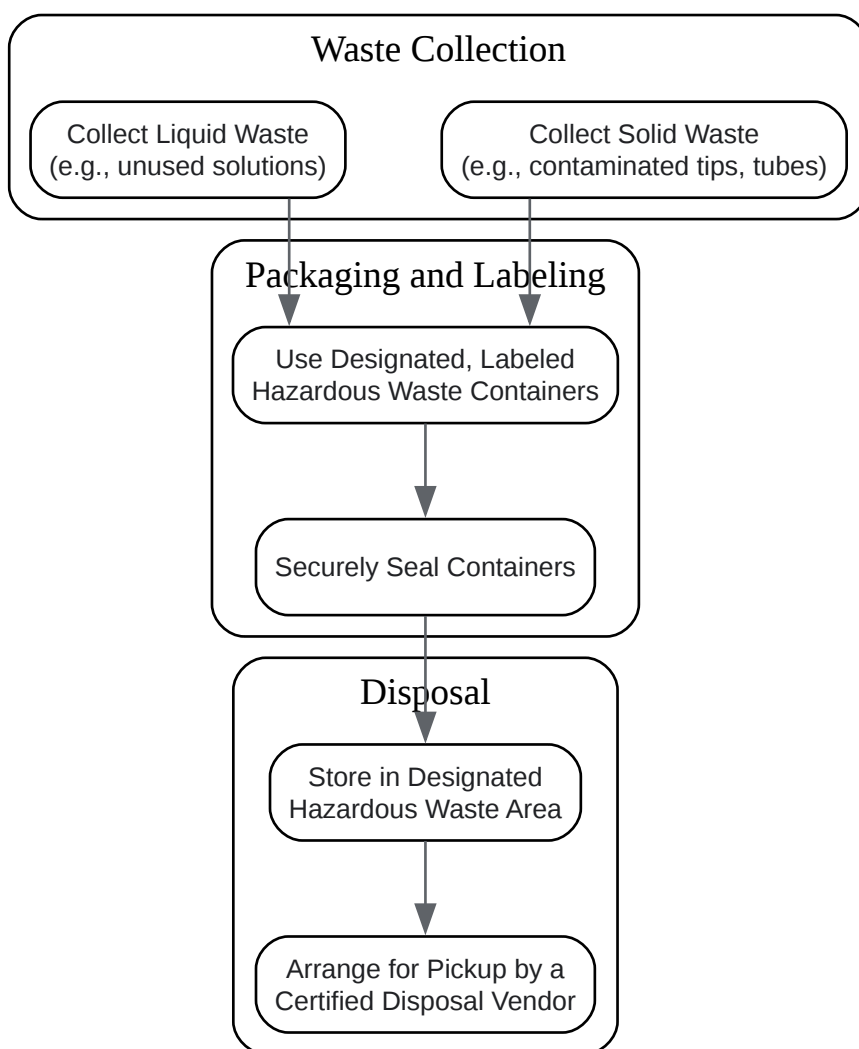 Waste Collection
Collect Liquid Waste
(e.g., unused solutions)
Collect Solid Waste
(e.g., contaminated tips, tubes)
Packaging and Labeling
Use Designated, Labeled
Hazardous Waste Containers
Securely Seal Containers
Disposal
Store in Designated
Hazardous Waste Area
Arrange for Pickup by a
Certified Disposal Vendor